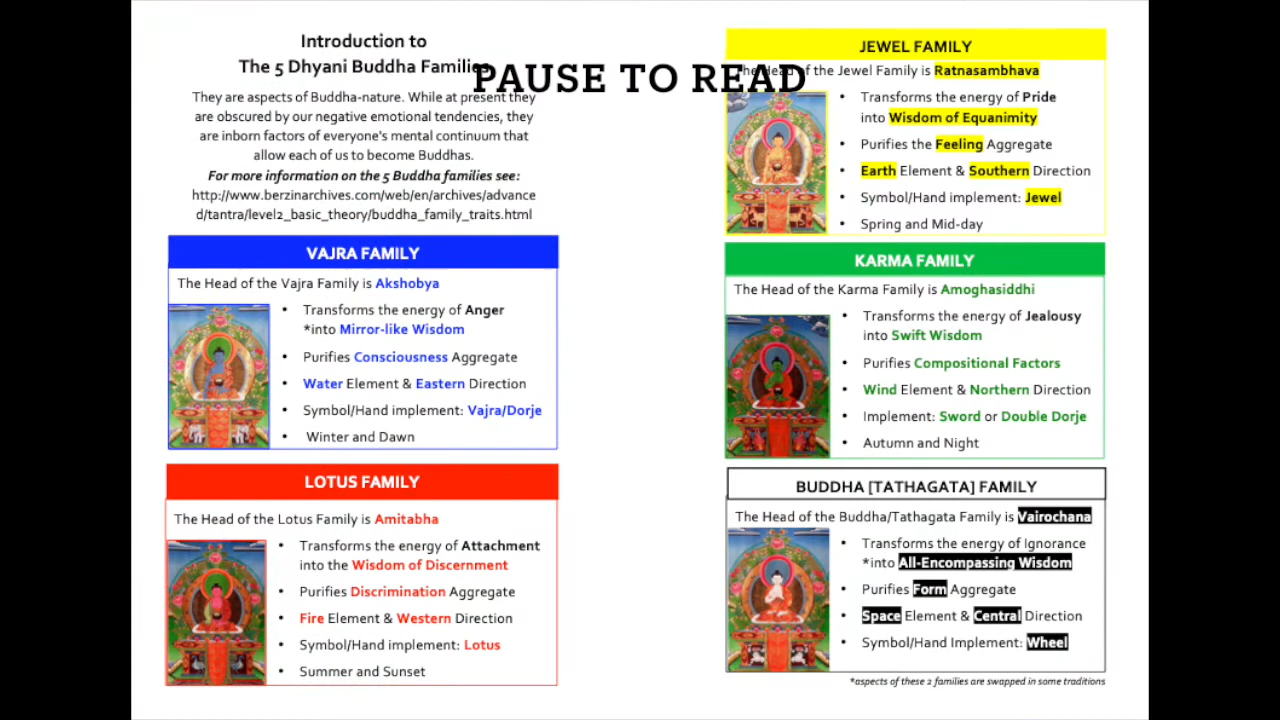 Introduction to
The 5 Dhyani Buddha Families
PAUSE TO READ
They are aspects of Buddha-nature. While at present they
are obscured by our negative emotional tendencies, they
are inborn factors of everyone's mental continuum that
allow each of us to become Buddhas.
For more information on the 5 Buddha families see:
http://www.berzinarchives.com/web/en/archives/advance
d/tantra/level2_basic_theory/buddha_family_traits.html
VAJRA FAMILY
The Head of the Vajra Family is Akshobya
• Transforms the energy of Anger
*into Mirror-like Wisdom
• Purifies Consciousness Aggregate
• Water Element & Eastern Direction
• Symbol/Hand implement: Vajra/Dorje
• Winter and Dawn
LOTUS FAMILY
The Head of the Lotus Family is Amitabha
• Transforms the energy of Attachment
into the Wisdom of Discernment
• Purifies Discrimination Aggregate
• Fire Element & Western Direction
• Symbol/Hand implement: Lotus
• Summer and Sunset
JEWEL FAMILY
The Head of the Jewel Family is Ratnasambhava
• Transforms the energy of Pride
into Wisdom of Equanimity
• Purifies the Feeling Aggregate
• Earth Element & Southern Direction
• Symbol/Hand implement: Jewel
• Spring and Mid-day
KARMA FAMILY
The Head of the Karma Family is Amoghasiddhi
• Transforms the energy of Jealousy
into Swift Wisdom
• Purifies Compositional Factors
• Wind Element & Northern Direction
• Implement: Sword or Double Dorje
• Autumn and Night
BUDDHA [TATHAGATA] FAMILY
The Head of the Buddha/Tathagata Family is Vairochana
• Transforms the energy of Ignorance
*into All-Encompassing Wisdom
• Purifies Form Aggregate
• Space Element & Central Direction
• Symbol/Hand Implement: Wheel
*aspects of these 2 families are swapped in some traditions